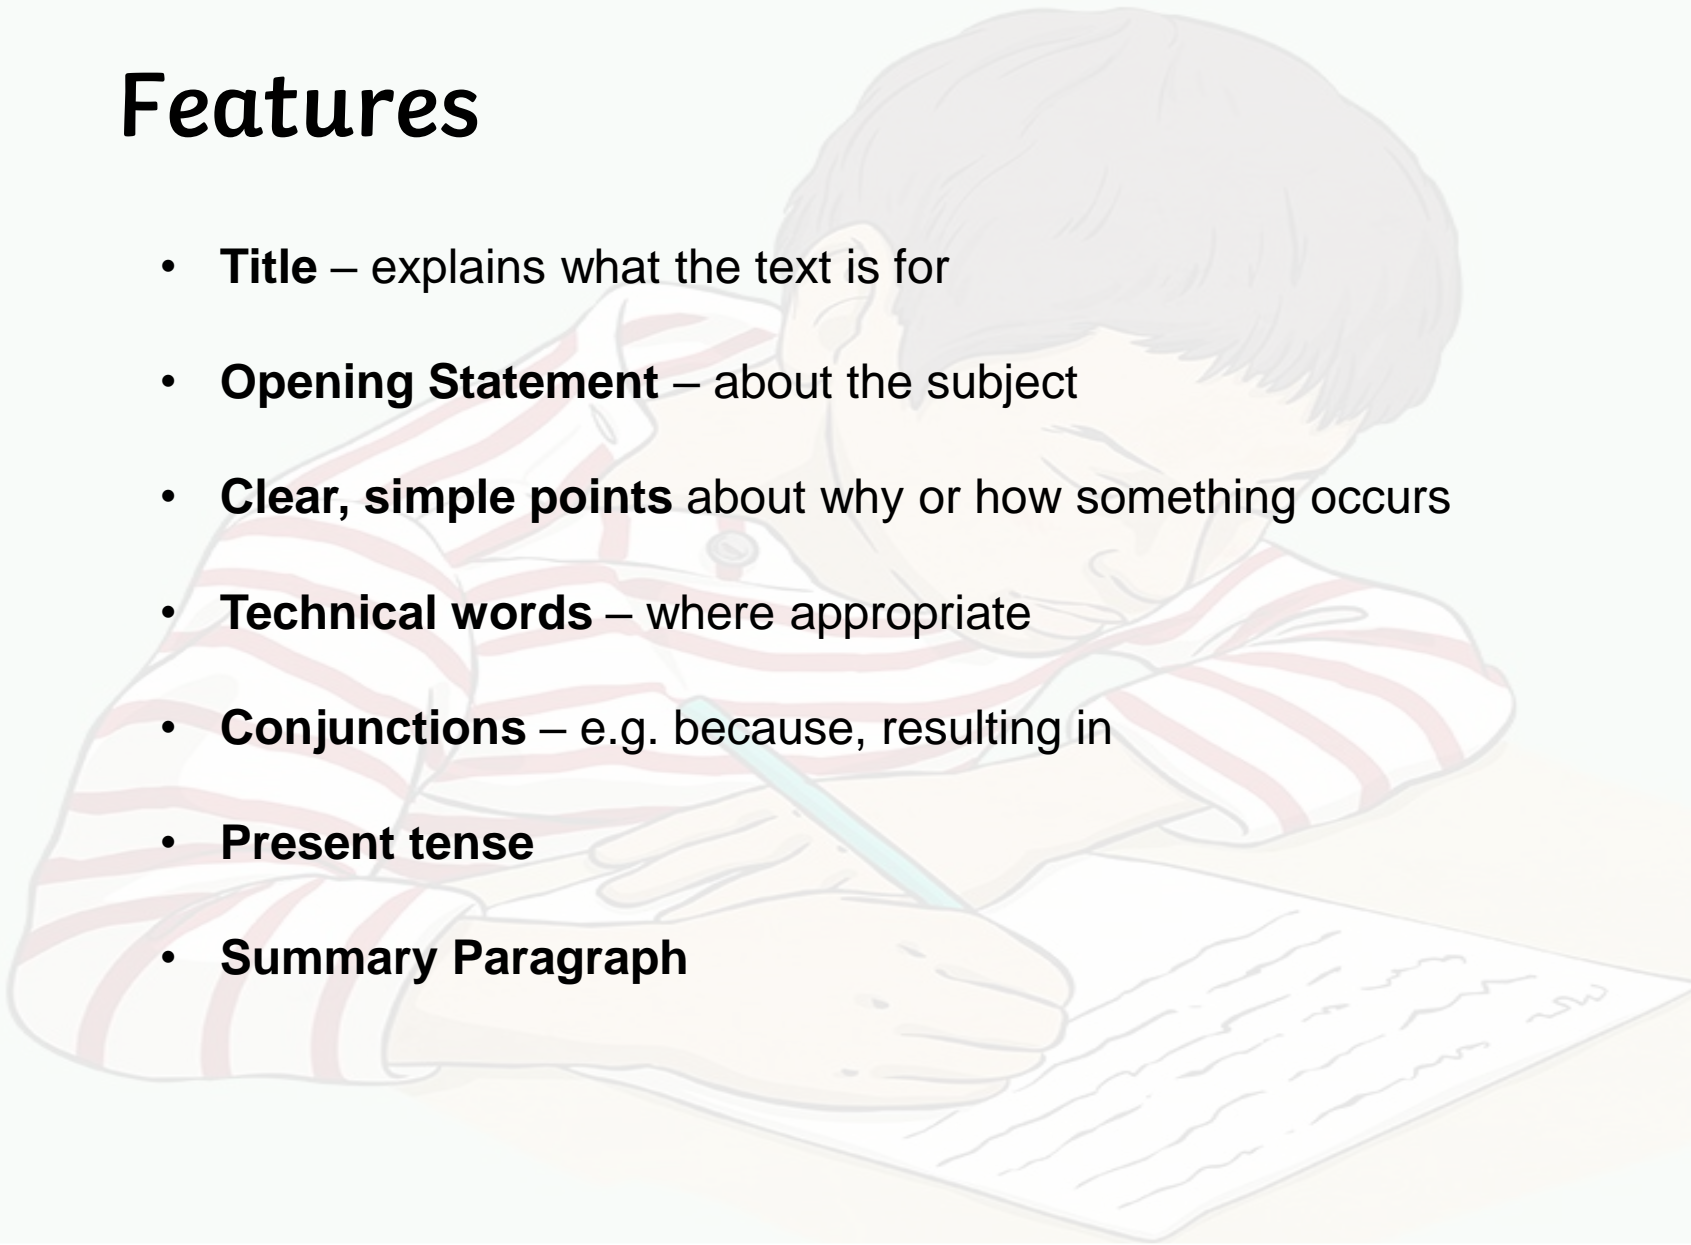 Features
• Title – explains what the text is for
• Opening Statement – about the subject
• Clear, simple points about why or how something occurs
• Technical words – where appropriate
• Conjunctions – e.g. because, resulting in
• Present tense
• Summary Paragraph